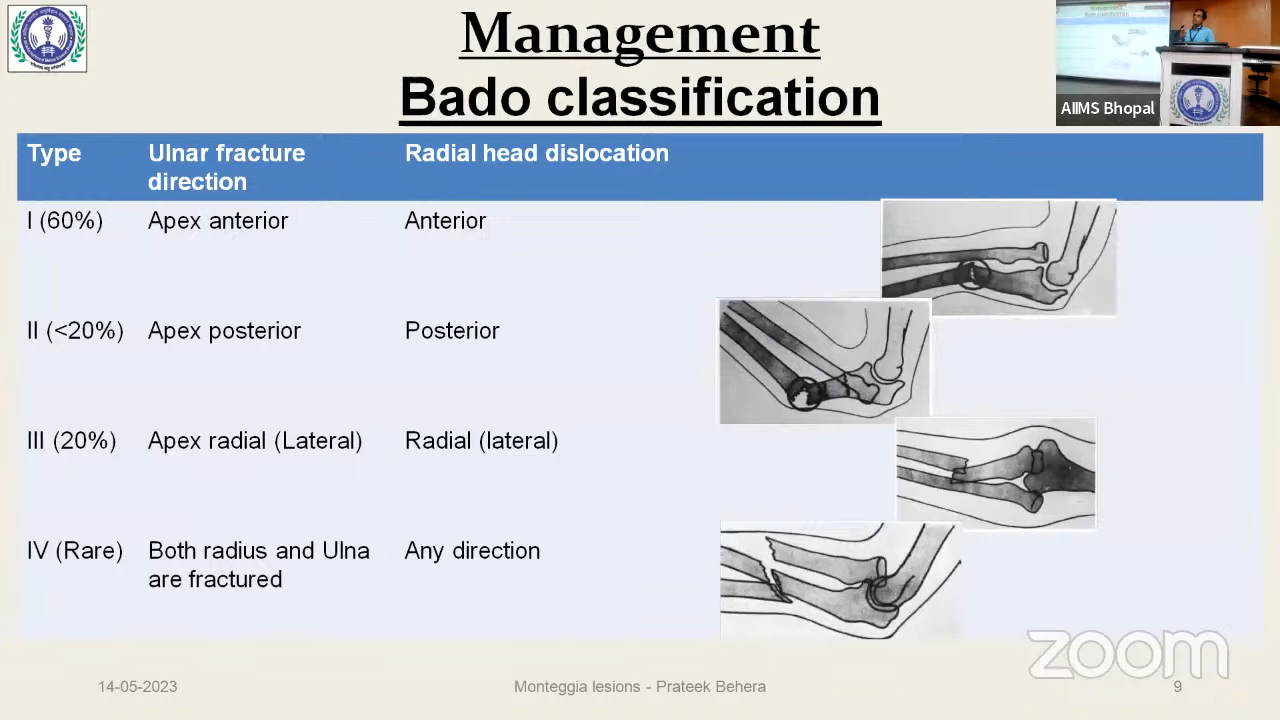 Management
Bado classification
AIIMS Bhopal
Type
Ulnar fracture
direction
Radial head dislocation
I (60%)
Apex anterior
Anterior
II (<20%)
Apex posterior
Posterior
III (20%)
Apex radial (Lateral)
Radial (lateral)
IV (Rare)
Both radius and Ulna
are fractured
Any direction
zoom
14-05-2023
Monteggia lesions - Prateek Behera
9